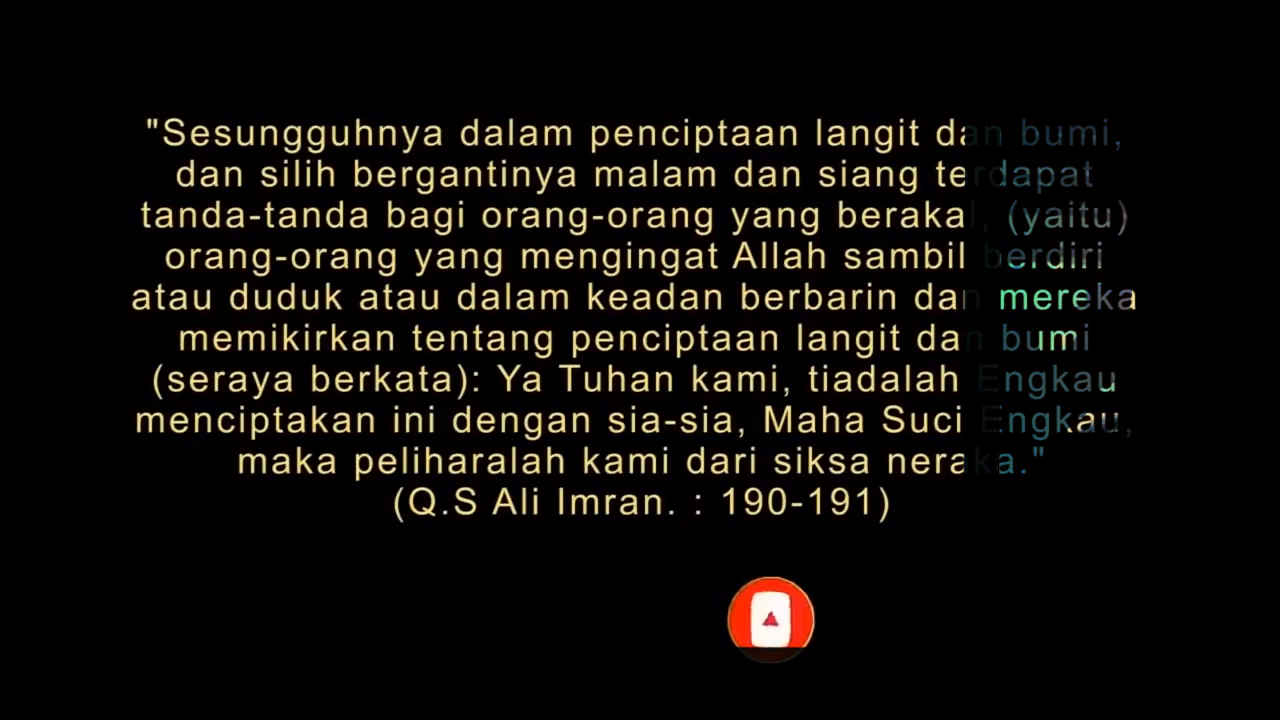 "Sesungguhnya dalam penciptaan langit dan bumi,
dan silih bergantinya malam dan siang terdapat
tanda-tanda bagi orang-orang yang berakal, (yaitu)
orang-orang yang mengingat Allah sambil berdiri
atau duduk atau dalam keadan berbarin dan mereka
memikirkan tentang penciptaan langit dan bumi
(seraya berkata): Ya Tuhan kami, tiadalah Engkau
menciptakan ini dengan sia-sia, Maha Suci Engkau,
maka peliharalah kami dari siksa neraka."
(Q.S Ali Imran. : 190-191)